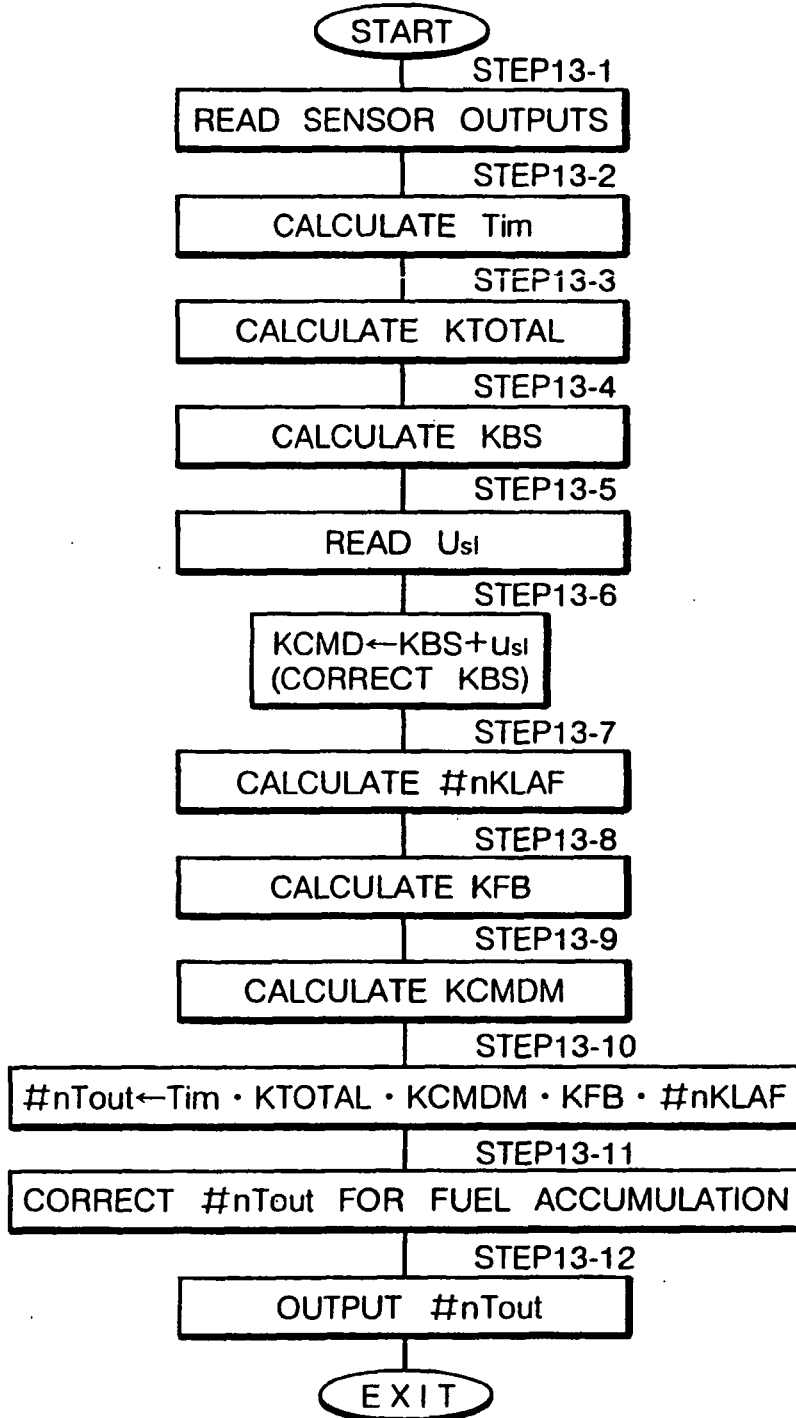 START
STEP13-1
READ SENSOR OUTPUTS
STEP13-2
CALCULATE Tim
STEP13-3
CALCULATE KTOTAL
STEP13-4
CALCULATE KBS
STEP13-5
READ Usl
STEP13-6
KCMD←KBS+usl
(CORRECT KBS)
STEP13-7
CALCULATE #nKLAF
STEP13-8
CALCULATE KFB
STEP13-9
CALCULATE KCMDM
STEP13-10
#nTout←Tim・KTOTAL・KCMDM・KFB・#nKLAF
STEP13-11
CORRECT #nTout FOR FUEL ACCUMULATION
STEP13-12
OUTPUT #nTout
EXIT